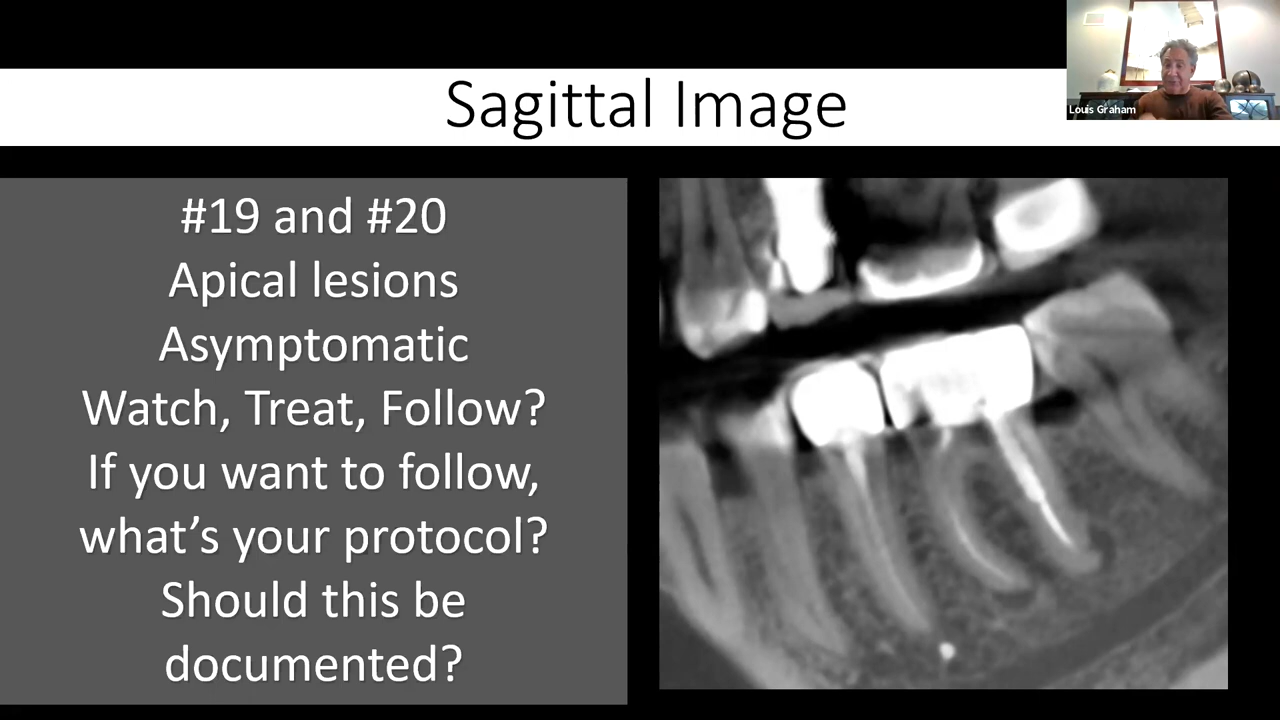 Sagittal Image
Louis Graham
#19 and #20
Apical lesions
Asymptomatic
Watch, Treat, Follow?
If you want to follow,
what's your protocol?
Should this be
documented?